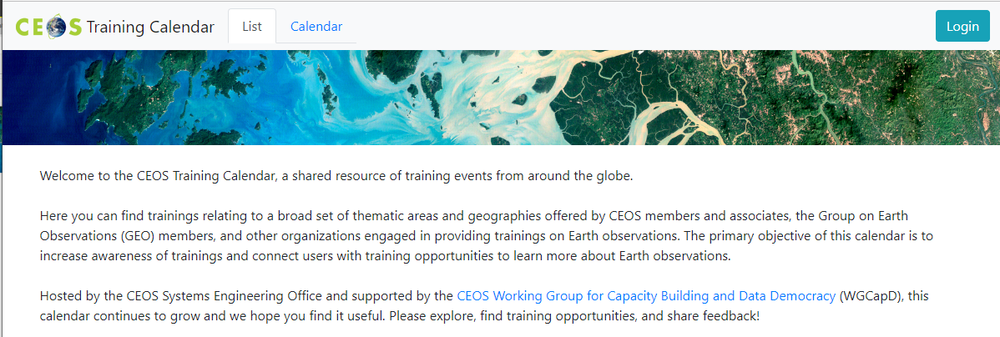 CEOS Training Calendar List Calendar Login
Welcome to the CEOS Training Calendar, a shared resource of training events from around the globe.
Here you can find trainings relating to a broad set of thematic areas and geographies offered by CEOS members and associates, the Group on Earth
Observations (GEO) members, and other organizations engaged in providing trainings on Earth observations. The primary objective of this calendar is to
increase awareness of trainings and connect users with training opportunities to learn more about Earth observations.
Hosted by the CEOS Systems Engineering Office and supported by the CEOS Working Group for Capacity Building and Data Democracy (WGCapD), this
calendar continues to grow and we hope you find it useful. Please explore, find training opportunities, and share feedback!